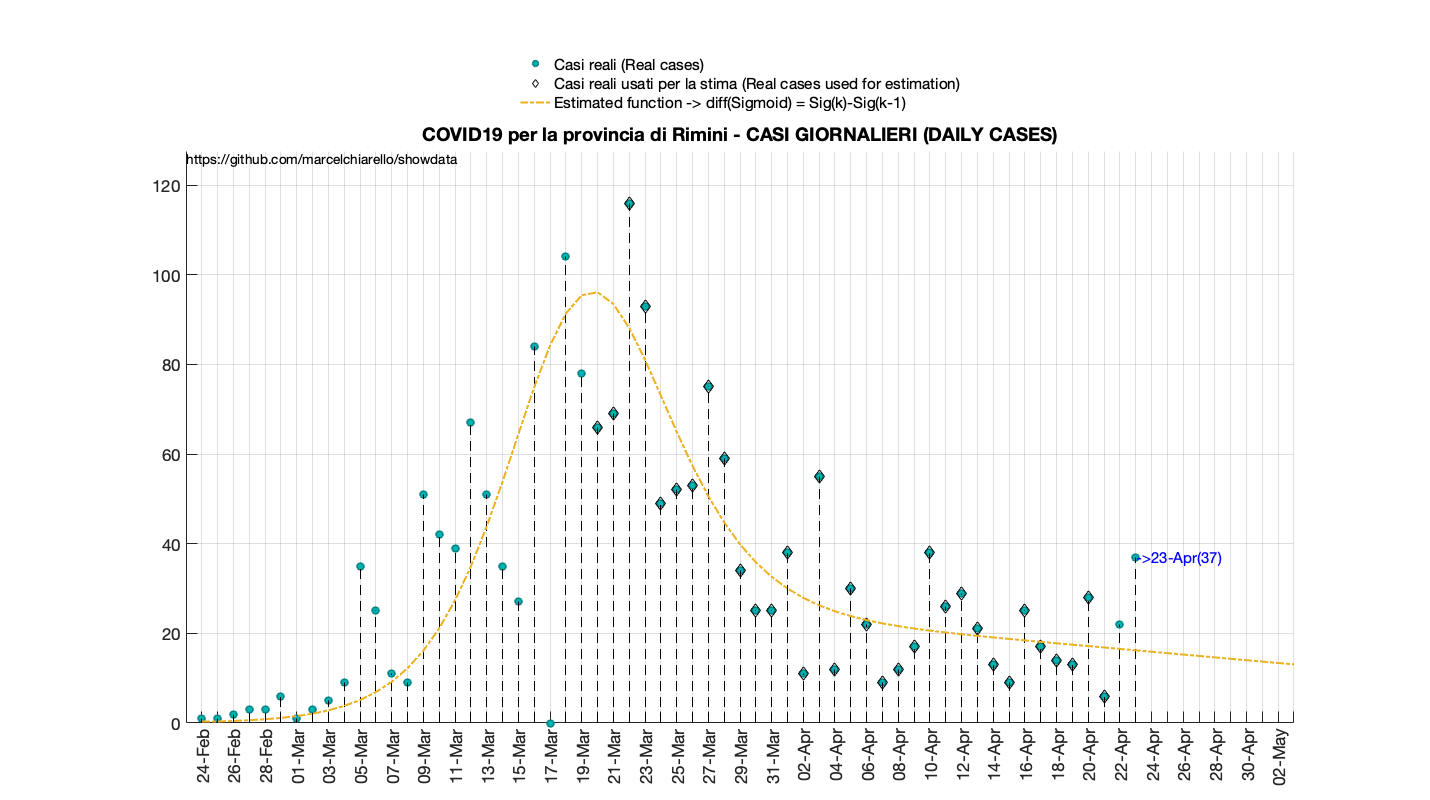 Casi reali (Real cases)
Casi reali usati per la stima (Real cases used for estimation)
Estimated function -> diff(Sigmoid) = Sig(k)-Sig(k-1)
COVID19 per la provincia di Rimini - CASI GIORNALIERI (DAILY CASES)
https://github.com/marcelchiarello/showdata
120
100
80
60
40
20
0
->23-Apr(37)
24-Feb
26-Feb
28-Feb
01-Mar
03-Mar
05-Mar
07-Mar
09-Mar
11-Mar
13-Mar
15-Mar
17-Mar
19-Mar
21-Mar
23-Mar
25-Mar
27-Mar
29-Mar
31-Mar
02-Apr
04-Apr
06-Apr
08-Apr
10-Apr
12-Apr
14-Apr
16-Apr
18-Apr
20-Apr
22-Apr
24-Apr
26-Apr
28-Apr
30-Apr
02-May